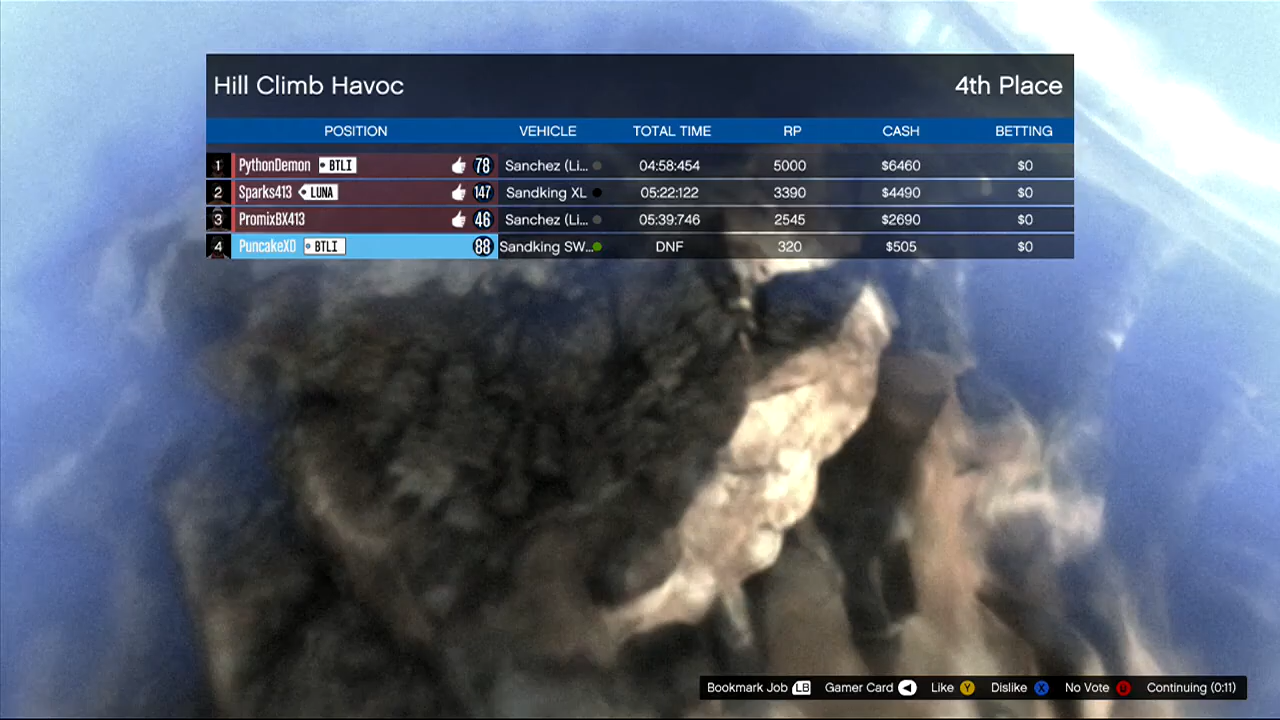 Hill Climb Havoc 4th Place
POSITION VEHICLE TOTAL TIME RP CASH BETTING
1 PythonDemon BTLI 78 Sanchez (Li... 04:58:454 5000 $6460 $0
2 Sparks413 LUNA 147 Sandking XL 05:22:122 3390 $4490 $0
3 PromixBX413 46 Sanchez (Li... 05:39:746 2545 $2690 $0
4 PuncakeXD BTLI 88 Sandking SW... DNF 320 $505 $0
Bookmark Job LB Gamer Card Like Y Dislike X No Vote B Continuing (0:11)